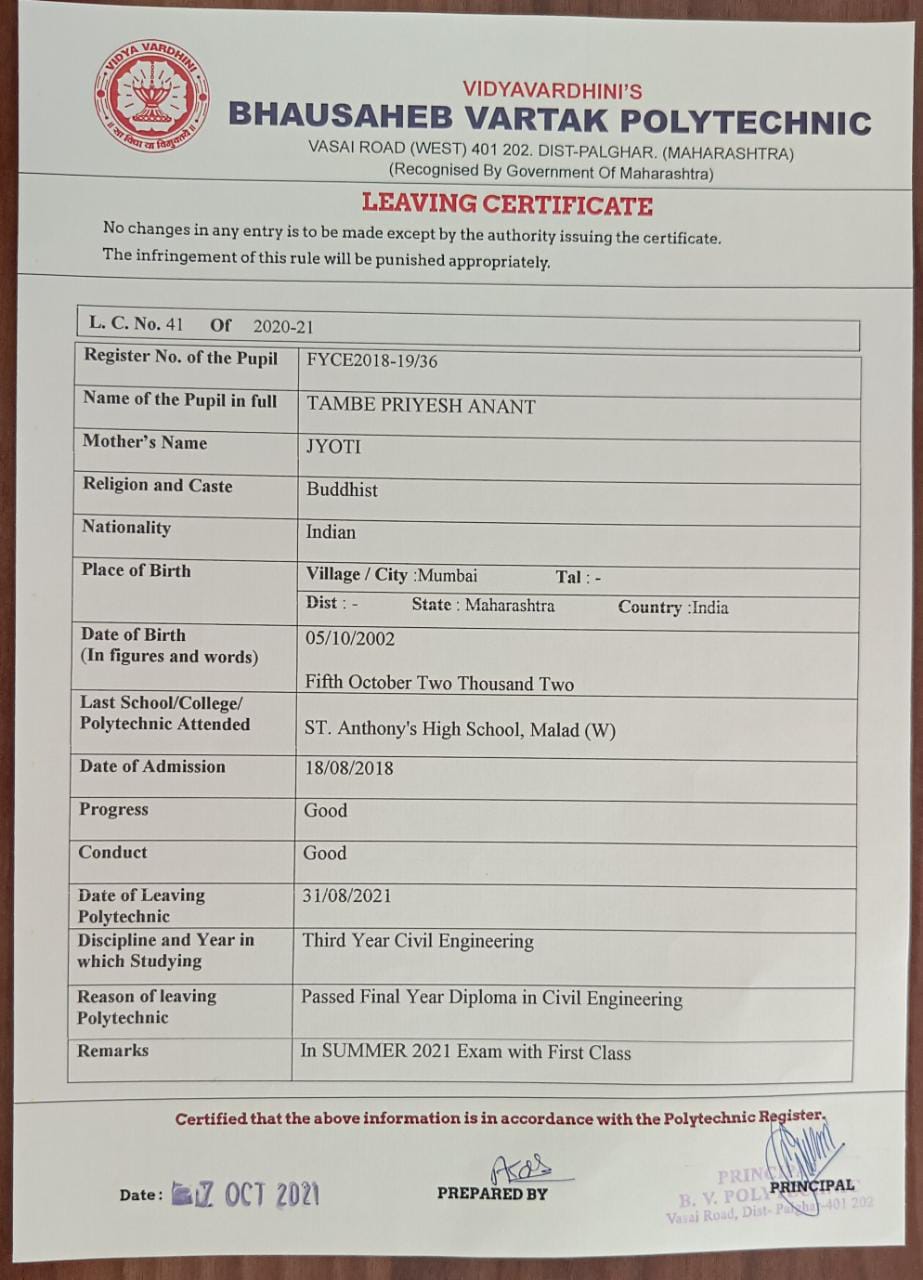 VIDYA VARDHINI
॥ सा विद्या या विमुक्तये ॥
VIDYAVARDHINI'S
BHAUSAHEB VARTAK POLYTECHNIC
VASAI ROAD (WEST) 401 202. DIST-PALGHAR. (MAHARASHTRA)
(Recognised By Government Of Maharashtra)
LEAVING CERTIFICATE
No changes in any entry is to be made except by the authority issuing the certificate.
The infringement of this rule will be punished appropriately.
L. C. No. 41 Of 2020-21
Register No. of the Pupil FYCE2018-19/36
Name of the Pupil in full TAMBE PRIYESH ANANT
Mother's Name JYOTI
Religion and Caste Buddhist
Nationality Indian
Place of Birth Village / City :Mumbai Tal : -
Dist : - State : Maharashtra Country :India
Date of Birth 05/10/2002
(In figures and words)
Fifth October Two Thousand Two
Last School/College/
Polytechnic Attended ST. Anthony's High School, Malad (W)
Date of Admission 18/08/2018
Progress Good
Conduct Good
Date of Leaving 31/08/2021
Polytechnic
Discipline and Year in Third Year Civil Engineering
which Studying
Reason of leaving Passed Final Year Diploma in Civil Engineering
Polytechnic
Remarks In SUMMER 2021 Exam with First Class
Certified that the above information is in accordance with the Polytechnic Register.
Date: 7 OCT 2021 PREPARED BY PRINCIPAL
B. V. POLYTECHNIC
Vasai Road, Dist- Palghar-401 202